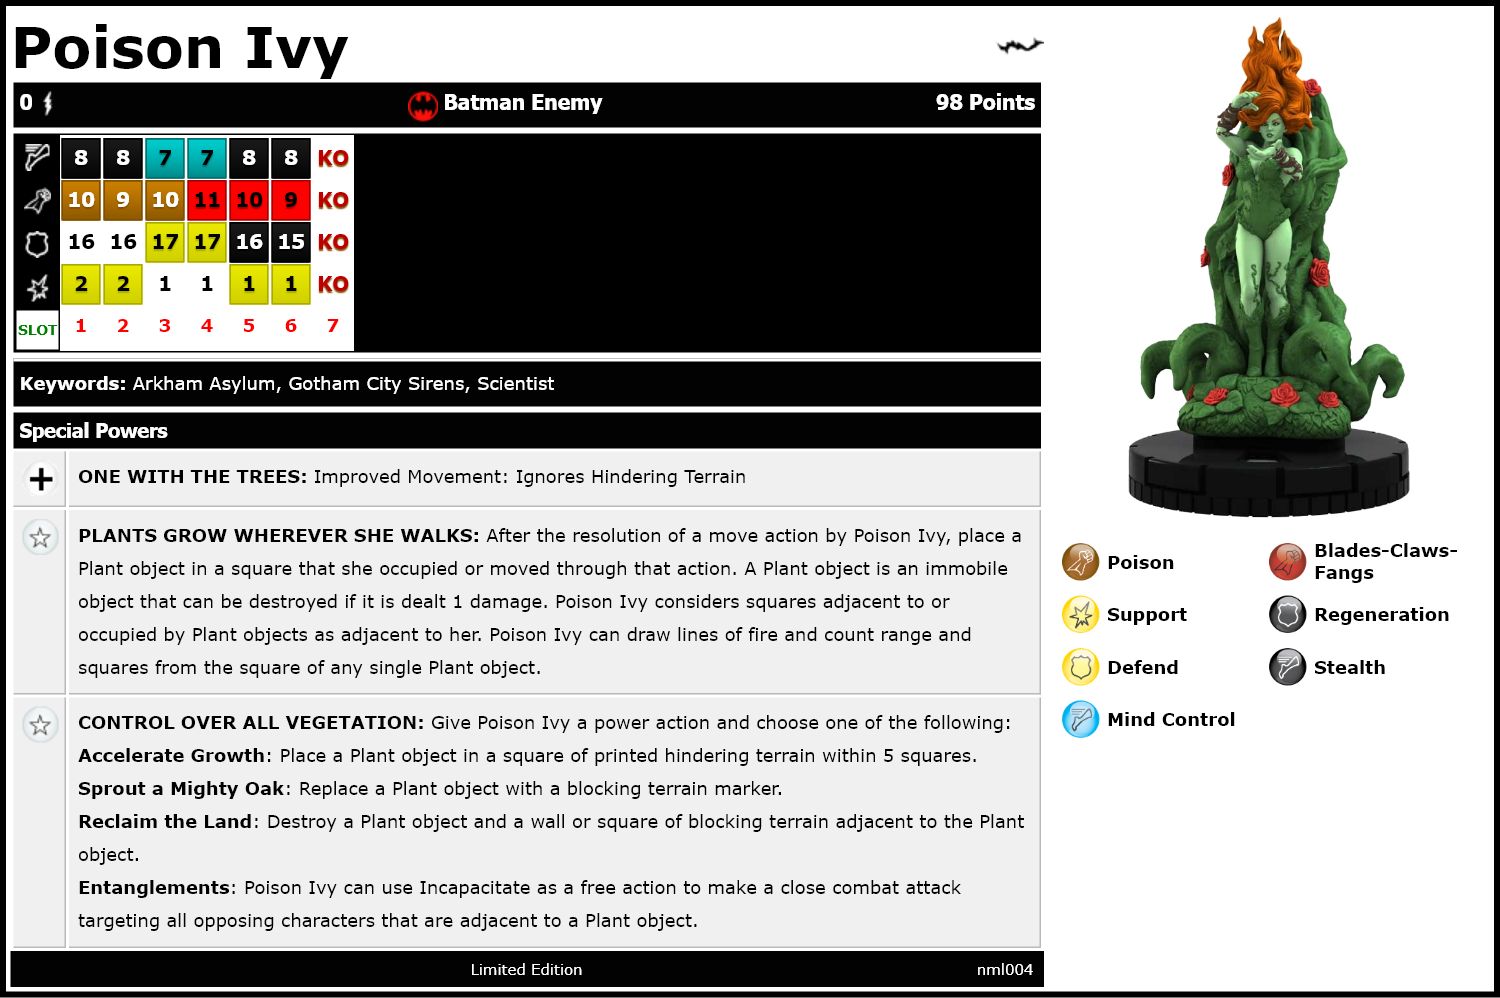 Poison Ivy
0 Batman Enemy 98 Points
8 8 7 7 8 8 KO
10 9 10 11 10 9 KO
16 16 17 17 16 15 KO
2 2 1 1 1 1 KO
SLOT 1 2 3 4 5 6 7
Keywords: Arkham Asylum, Gotham City Sirens, Scientist
Special Powers
ONE WITH THE TREES: Improved Movement: Ignores Hindering Terrain
PLANTS GROW WHEREVER SHE WALKS: After the resolution of a move action by Poison Ivy, place a
Plant object in a square that she occupied or moved through that action. A Plant object is an immobile
object that can be destroyed if it is dealt 1 damage. Poison Ivy considers squares adjacent to or
occupied by Plant objects as adjacent to her. Poison Ivy can draw lines of fire and count range and
squares from the square of any single Plant object.
CONTROL OVER ALL VEGETATION: Give Poison Ivy a power action and choose one of the following:
Accelerate Growth: Place a Plant object in a square of printed hindering terrain within 5 squares.
Sprout a Mighty Oak: Replace a Plant object with a blocking terrain marker.
Reclaim the Land: Destroy a Plant object and a wall or square of blocking terrain adjacent to the Plant
object.
Entanglements: Poison Ivy can use Incapacitate as a free action to make a close combat attack
targeting all opposing characters that are adjacent to a Plant object.
Limited Edition nml004
Poison
Blades-Claws-
Fangs
Support
Regeneration
Defend
Stealth
Mind Control